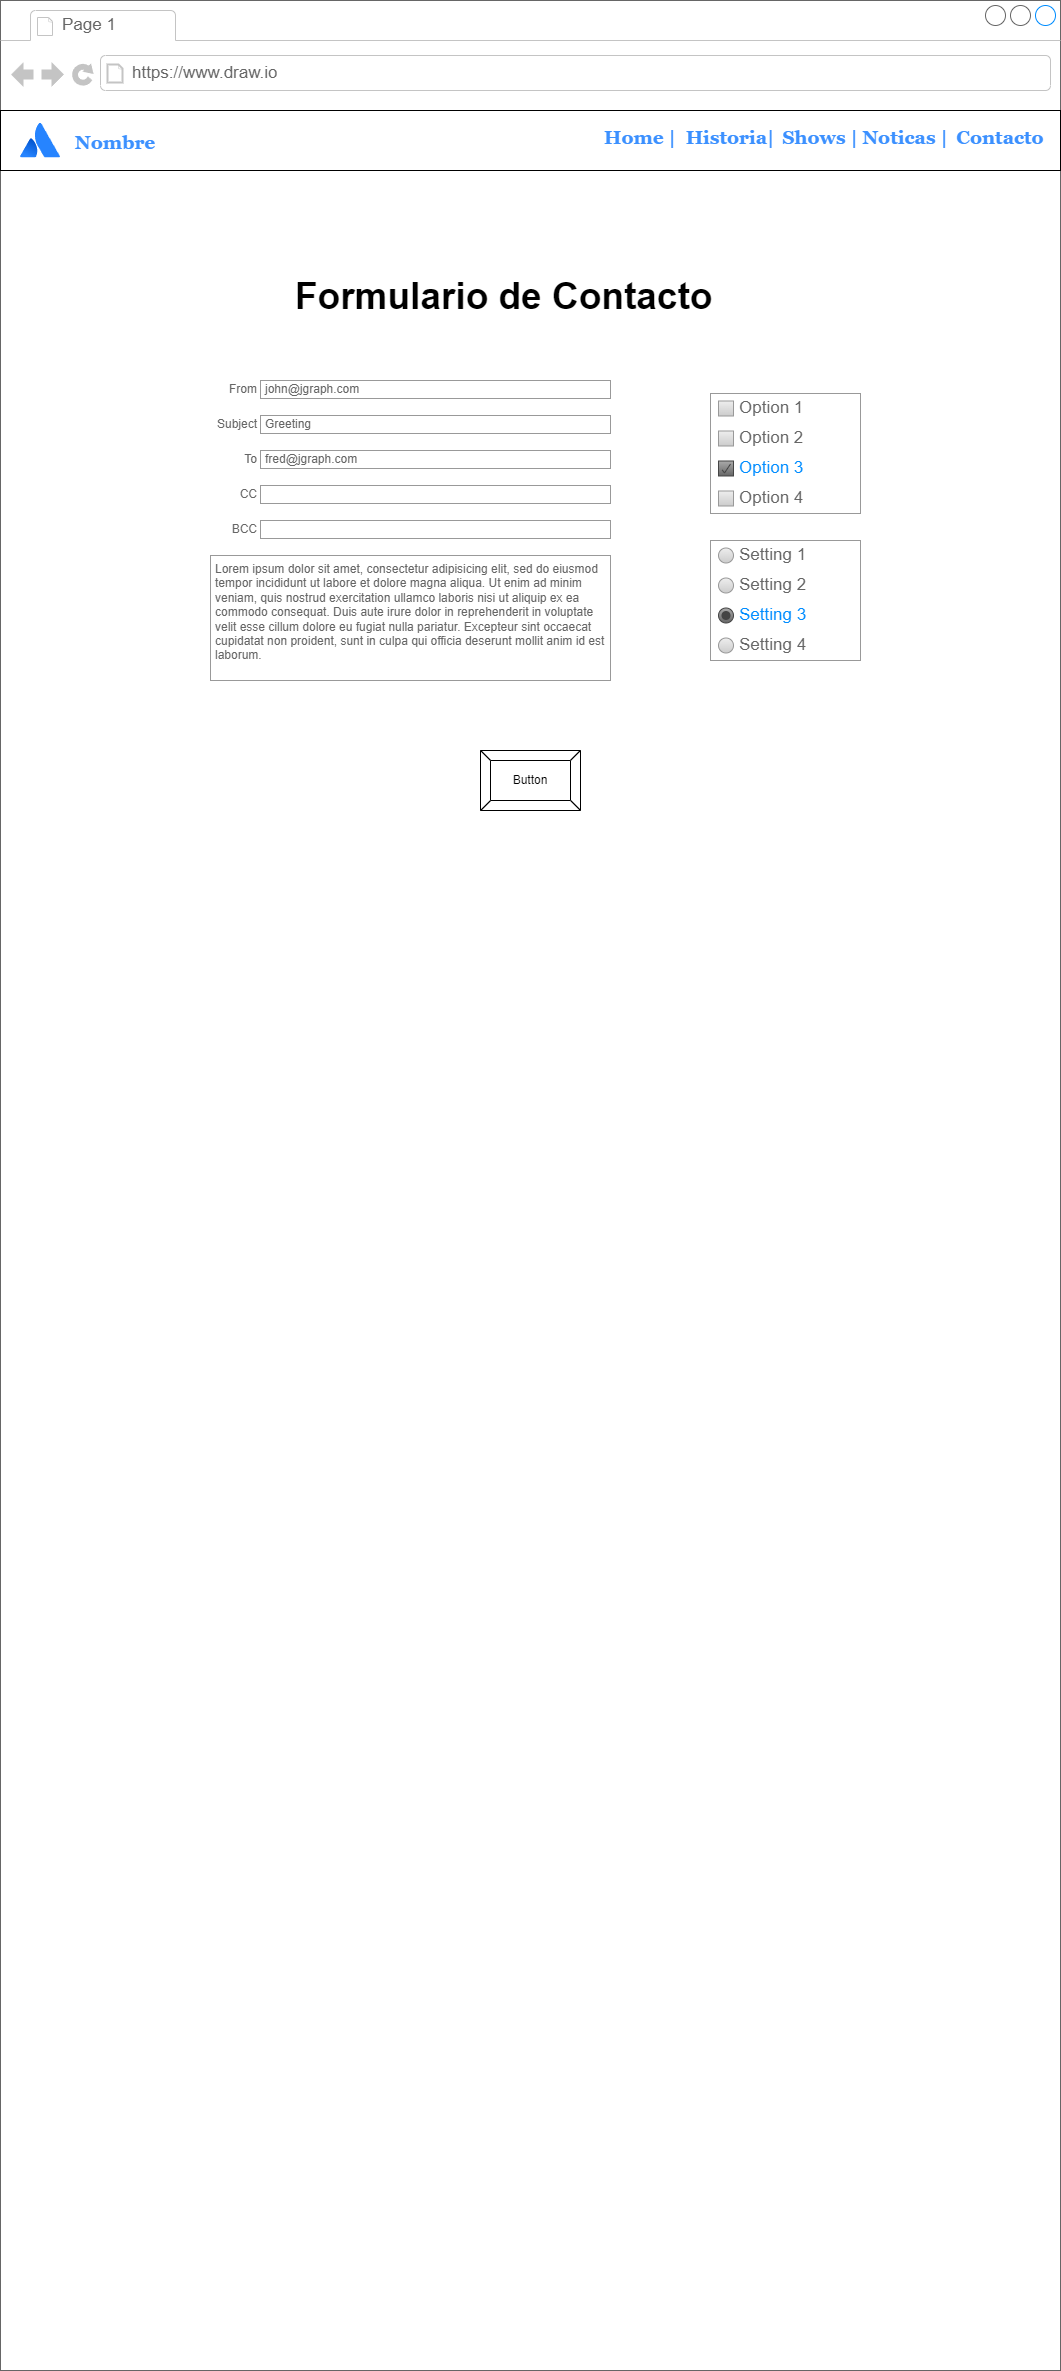 Page 1
https://www.draw.io
Nombre
Home | Historia| Shows | Noticas | Contacto
Formulario de Contacto
From john@jgraph.com
Subject Greeting
To fred@jgraph.com
CC
BCC
Lorem ipsum dolor sit amet, consectetur adipisicing elit, sed do eiusmod
tempor incididunt ut labore et dolore magna aliqua. Ut enim ad minim
veniam, quis nostrud exercitation ullamco laboris nisi ut aliquip ex ea
commodo consequat. Duis aute irure dolor in reprehenderit in voluptate
velit esse cillum dolore eu fugiat nulla pariatur. Excepteur sint occaecat
cupidatat non proident, sunt in culpa qui officia deserunt mollit anim id est
laborum.
Option 1
Option 2
Option 3
Option 4
Setting 1
Setting 2
Setting 3
Setting 4
Button